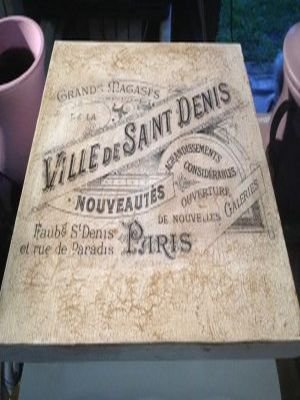 GRANDS MAGASINS
DE LA
VILLE DE SAINT DENIS
NOUVEAUTÉS
AGRANDISSEMENTS
CONSIDÉRABLES
OUVERTURE
DE NOUVELLES
GALERIES
Faubg St Denis
et rue de Paradis
PARIS